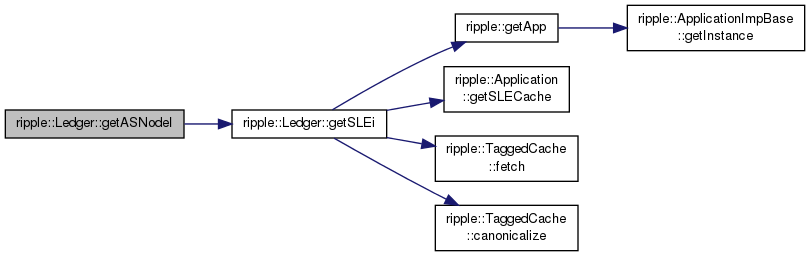 ripple::Ledger::getASNodeI
ripple::Ledger::getSLEi
ripple::getApp
ripple::ApplicationImpBase
::getInstance
ripple::Application
::getSLECache
ripple::TaggedCache
::fetch
ripple::TaggedCache
::canonicalize